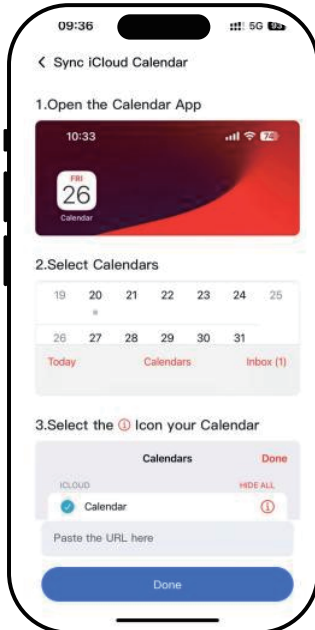 09:36 5G 93
Sync iCloud Calendar
1.Open the Calendar App
10:33 74
FRI
26
Calendar
2.Select Calendars
19 20 21 22 23 24 25
26 27 28 29 30 31
Today Calendars Inbox (1)
3.Select the ⓘ Icon your Calendar
Calendars Done
ICLOUD HIDE ALL
Calendar ⓘ
Paste the URL here
Done